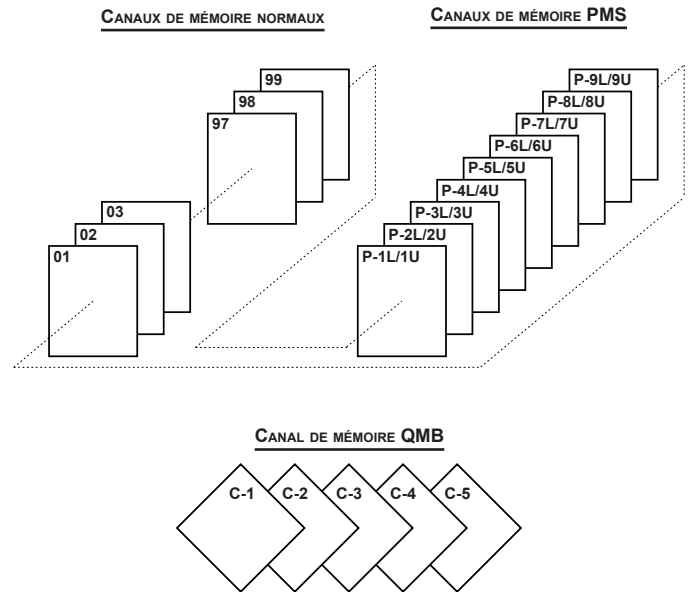 CANAUX DE MÉMOIRE NORMAUX
01
02
03
97
98
99
CANAUX DE MÉMOIRE PMS
P-1L/1U
P-2L/2U
P-3L/3U
P-4L/4U
P-5L/5U
P-6L/6U
P-7L/7U
P-8L/8U
P-9L/9U
CANAL DE MÉMOIRE QMB
C-1 C-2 C-3 C-4 C-5